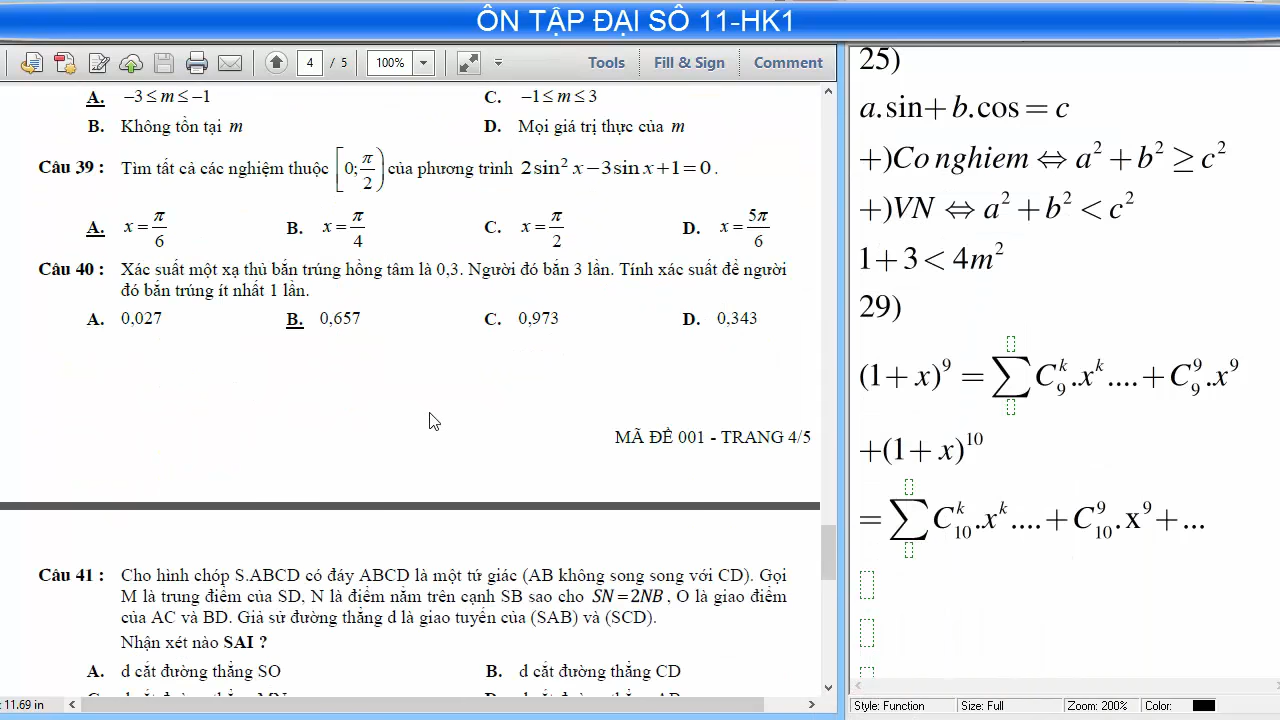 ÔN TẬP ĐẠI SỐ 11-HK1
4 / 5 100% Tools Fill & Sign Comment
A. −3 ≤ m ≤ −1 C. −1 ≤ m ≤ 3
B. Không tồn tại m D. Mọi giá trị thực của m
Câu 39 : Tìm tất cả các nghiệm thuộc [0; π/2) của phương trình 2sin² x − 3sin x + 1 = 0 .
A. x = π/6 B. x = π/4 C. x = π/2 D. x = 5π/6
Câu 40 : Xác suất một xạ thủ bắn trúng hồng tâm là 0,3. Người đó bắn 3 lần. Tính xác suất để người
đó bắn trúng ít nhất 1 lần.
A. 0,027 B. 0,657 C. 0,973 D. 0,343
MÃ ĐỀ 001 - TRANG 4/5
Câu 41 : Cho hình chóp S.ABCD có đáy ABCD là một tứ giác (AB không song song với CD). Gọi
M là trung điểm của SD, N là điểm nằm trên cạnh SB sao cho SN = 2NB , O là giao điểm
của AC và BD. Giả sử đường thẳng d là giao tuyến của (SAB) và (SCD).
Nhận xét nào SAI ?
A. d cắt đường thẳng SO B. d cắt đường thẳng CD
: 11.69 in
25)
a.sin+ b.cos = c
+)Co nghiem ⇔ a² + b² ≥ c²
+)VN ⇔ a² + b² < c²
1 + 3 < 4m²
29)
(1 + x)⁹ = ∑ C₉ᵏ.xᵏ.... + C₉⁹.x⁹
+(1 + x)¹⁰
= ∑ C₁₀ᵏ.xᵏ.... + C₁₀⁹.x⁹ + ...
Style: Function Size: Full Zoom: 200% Color: